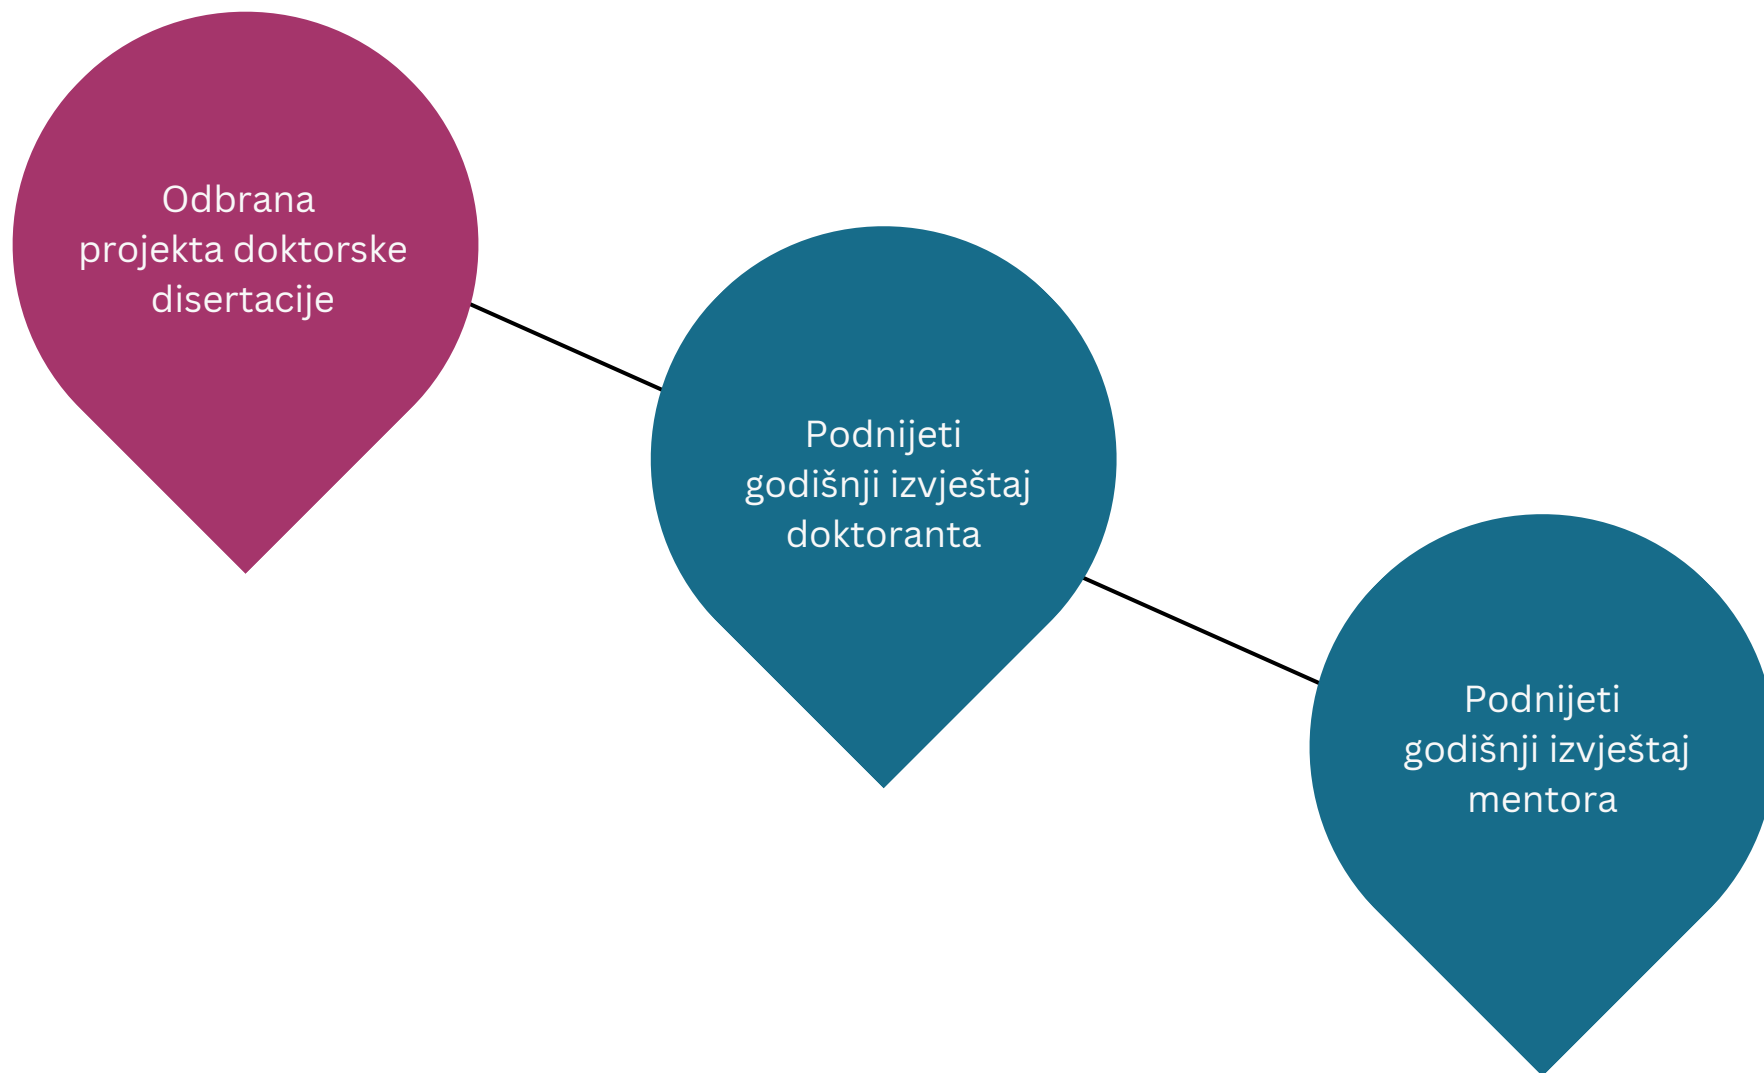 Odbrana
projekta doktorske
disertacije
Podnijeti
godišnji izvještaj
doktoranta
Podnijeti
godišnji izvještaj
mentora